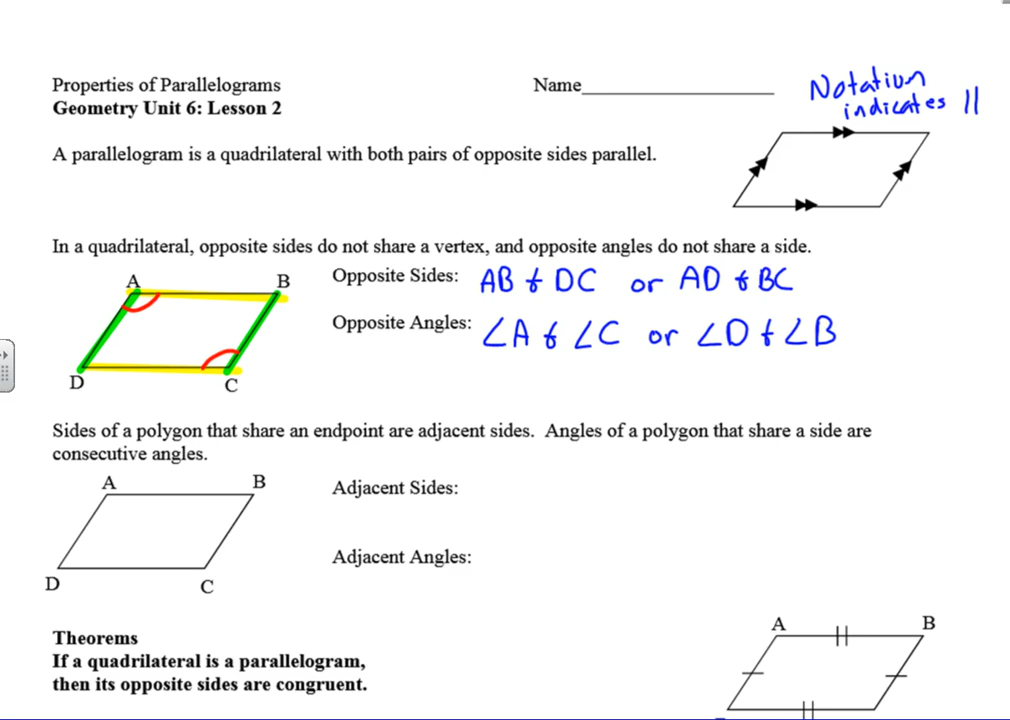 Properties of Parallelograms
Name
Geometry Unit 6: Lesson 2
Notation
indicates ||
A parallelogram is a quadrilateral with both pairs of opposite sides parallel.
In a quadrilateral, opposite sides do not share a vertex, and opposite angles do not share a side.
A B
Opposite Sides: AB & DC or AD & BC
Opposite Angles: ∠A & ∠C or ∠D & ∠B
D C
Sides of a polygon that share an endpoint are adjacent sides. Angles of a polygon that share a side are
consecutive angles.
A B
Adjacent Sides:
Adjacent Angles:
D C
A B
Theorems
If a quadrilateral is a parallelogram,
then its opposite sides are congruent.